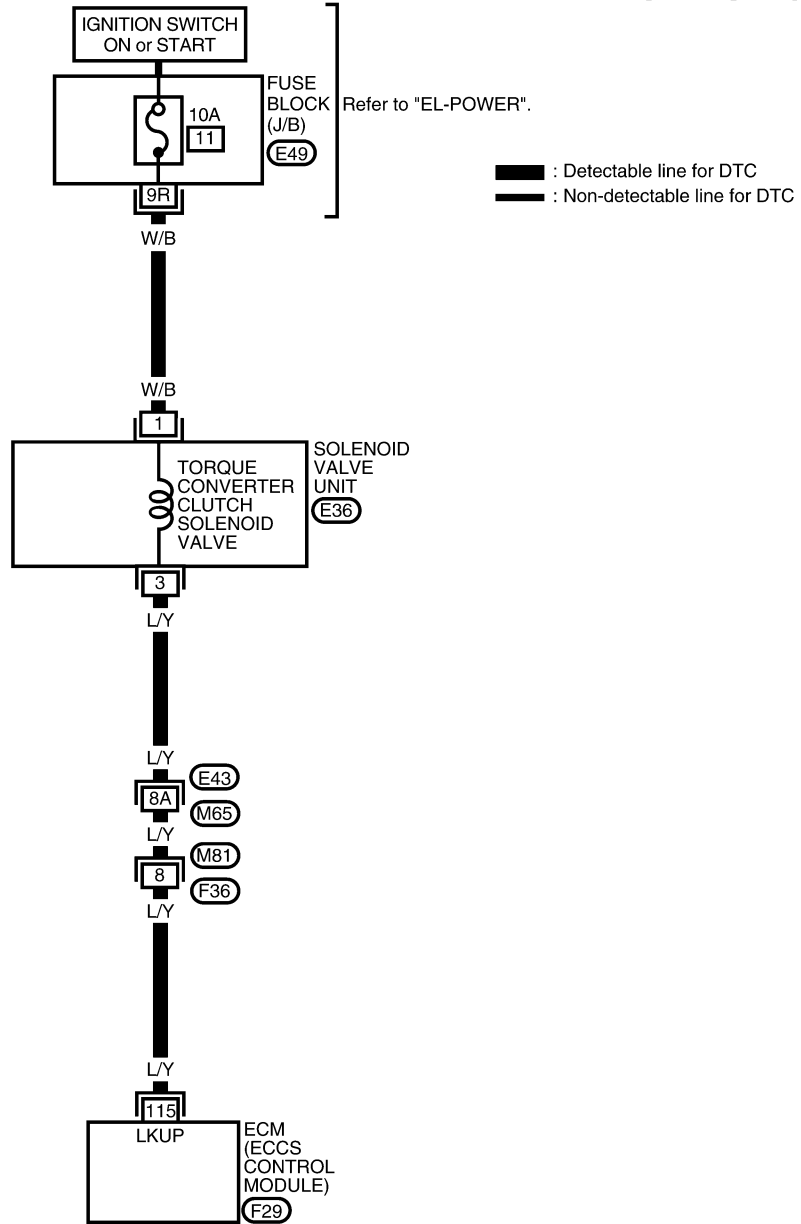 IGNITION SWITCH
ON or START
FUSE
BLOCK
(J/B)
E49
10A
11
Refer to "EL-POWER".
9R
: Detectable line for DTC
: Non-detectable line for DTC
W/B
W/B
1
TORQUE
CONVERTER
CLUTCH
SOLENOID
VALVE
SOLENOID
VALVE
UNIT
E36
3
L/Y
L/Y
E43
8A
M65
L/Y
M81
8
F36
L/Y
L/Y
115
LKUP
ECM
(ECCS
CONTROL
MODULE)
F29